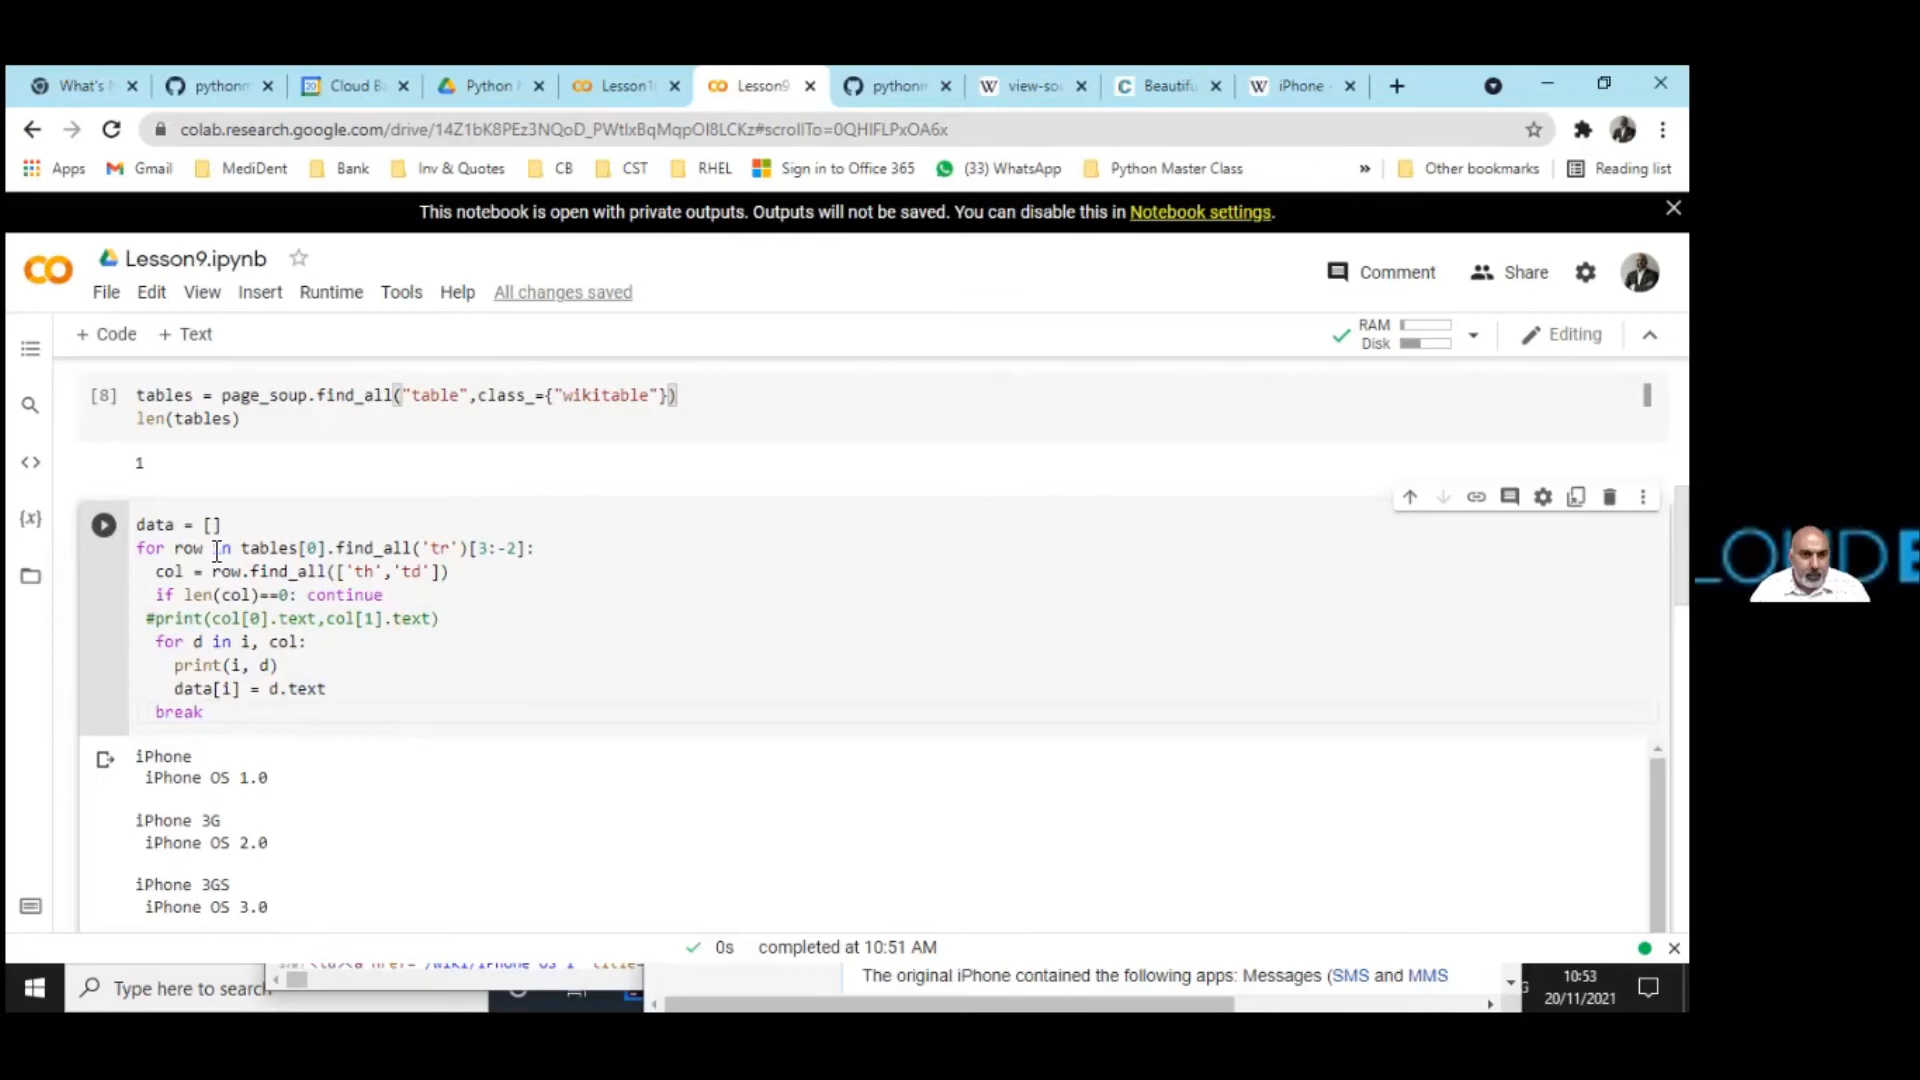 What's
pythonm
Cloud Ba
Python
Lesson1
Lesson9
pythonm
view-sou
Beautifu
iPhone
colab.research.google.com/drive/14Z1bK8PEz3NQoD_PWtlxBqMqpOI8LCKz#scrollTo=0QHIFLPxOA6x
Apps
Gmail
MediDent
Bank
Inv & Quotes
CB
CST
RHEL
Sign in to Office 365
(33) WhatsApp
Python Master Class
»
Other bookmarks
Reading list
This notebook is open with private outputs. Outputs will not be saved. You can disable this in Notebook settings.
CO
Lesson9.ipynb
Comment
Share
File Edit View Insert Runtime Tools Help All changes saved
+ Code + Text
RAM
Disk
Editing
[8] tables = page_soup.find_all("table",class_={"wikitable"})
len(tables)
1
data = []
for row in tables[0].find_all('tr')[3:-2]:
col = row.find_all(['th','td'])
if len(col)==0: continue
#print(col[0].text,col[1].text)
for d in i, col:
print(i, d)
data[i] = d.text
break
iPhone
iPhone OS 1.0
iPhone 3G
iPhone OS 2.0
iPhone 3GS
iPhone OS 3.0
0s completed at 10:51 AM
The original iPhone contained the following apps: Messages (SMS and MMS
Type here to search
10:53
20/11/2021